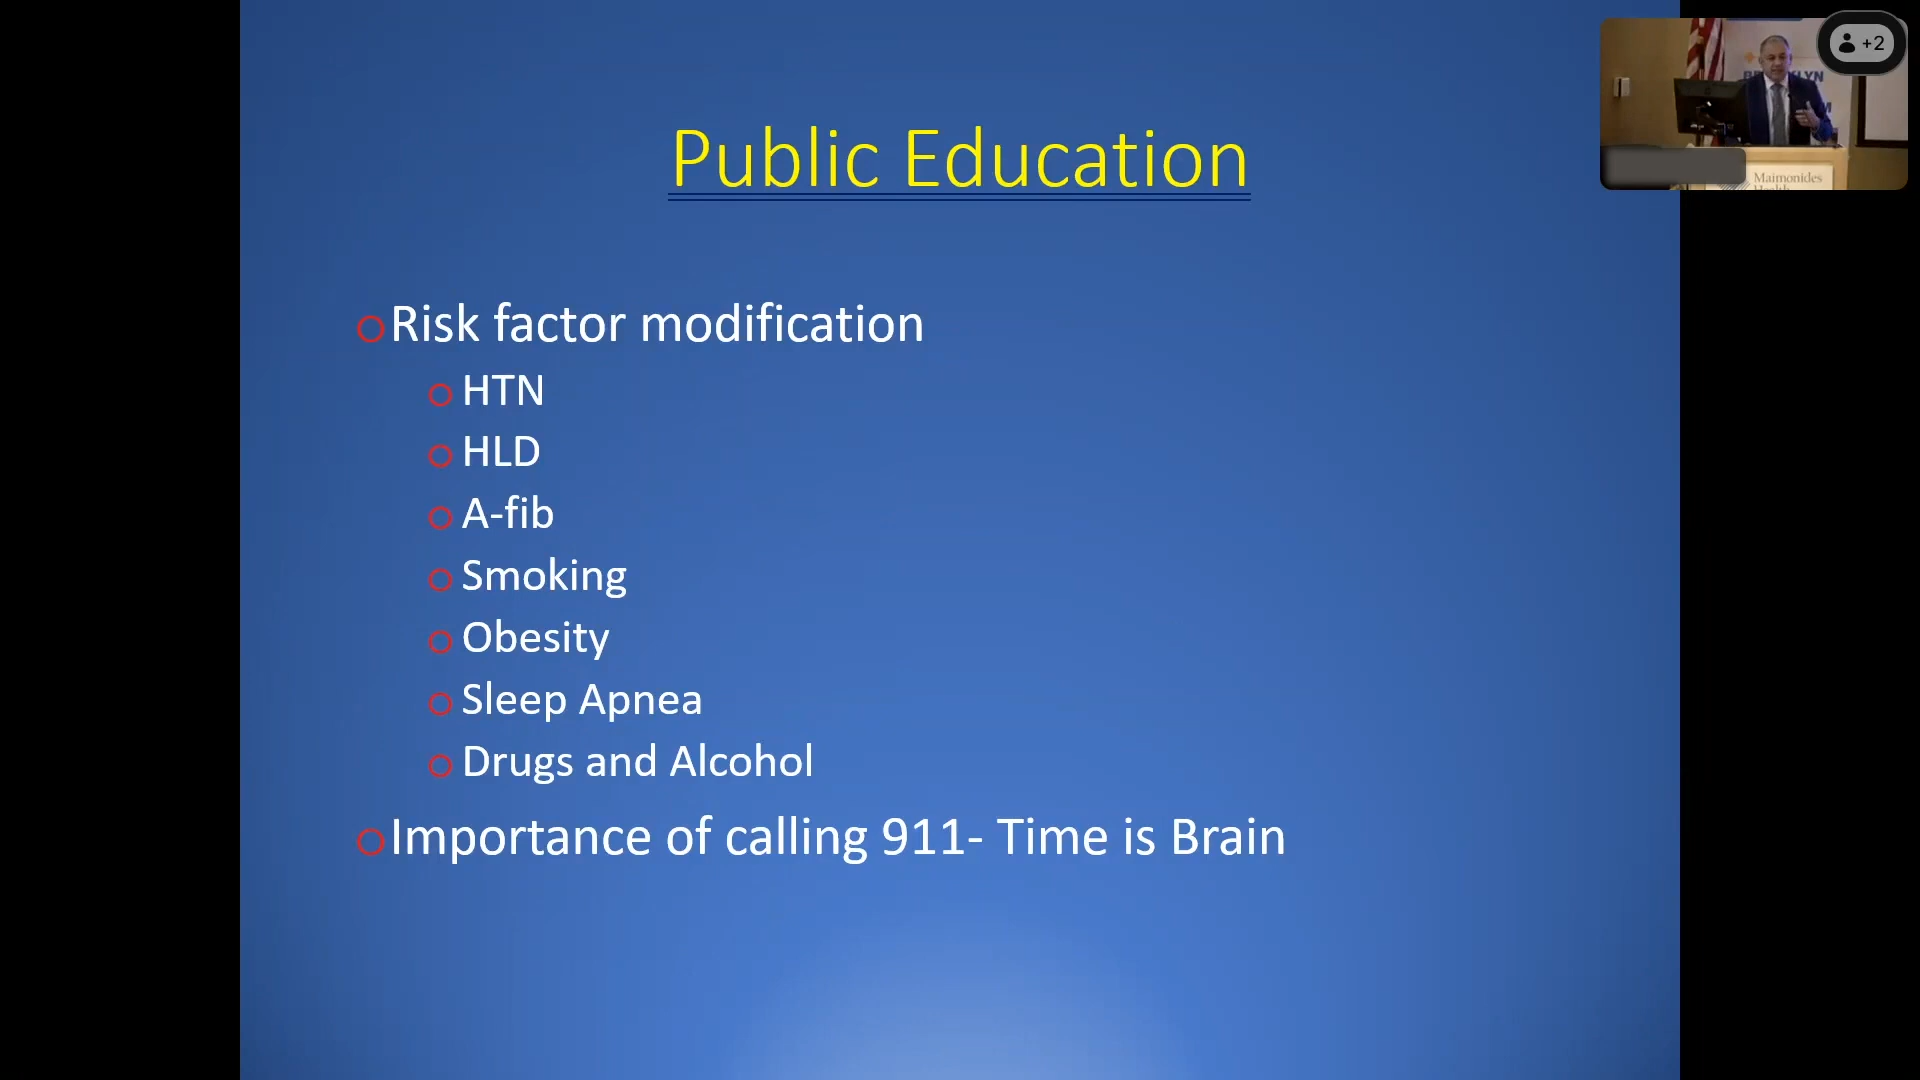 Public Education
Risk factor modification
HTN
HLD
A-fib
Smoking
Obesity
Sleep Apnea
Drugs and Alcohol
Importance of calling 911- Time is Brain
+2
Maimonides